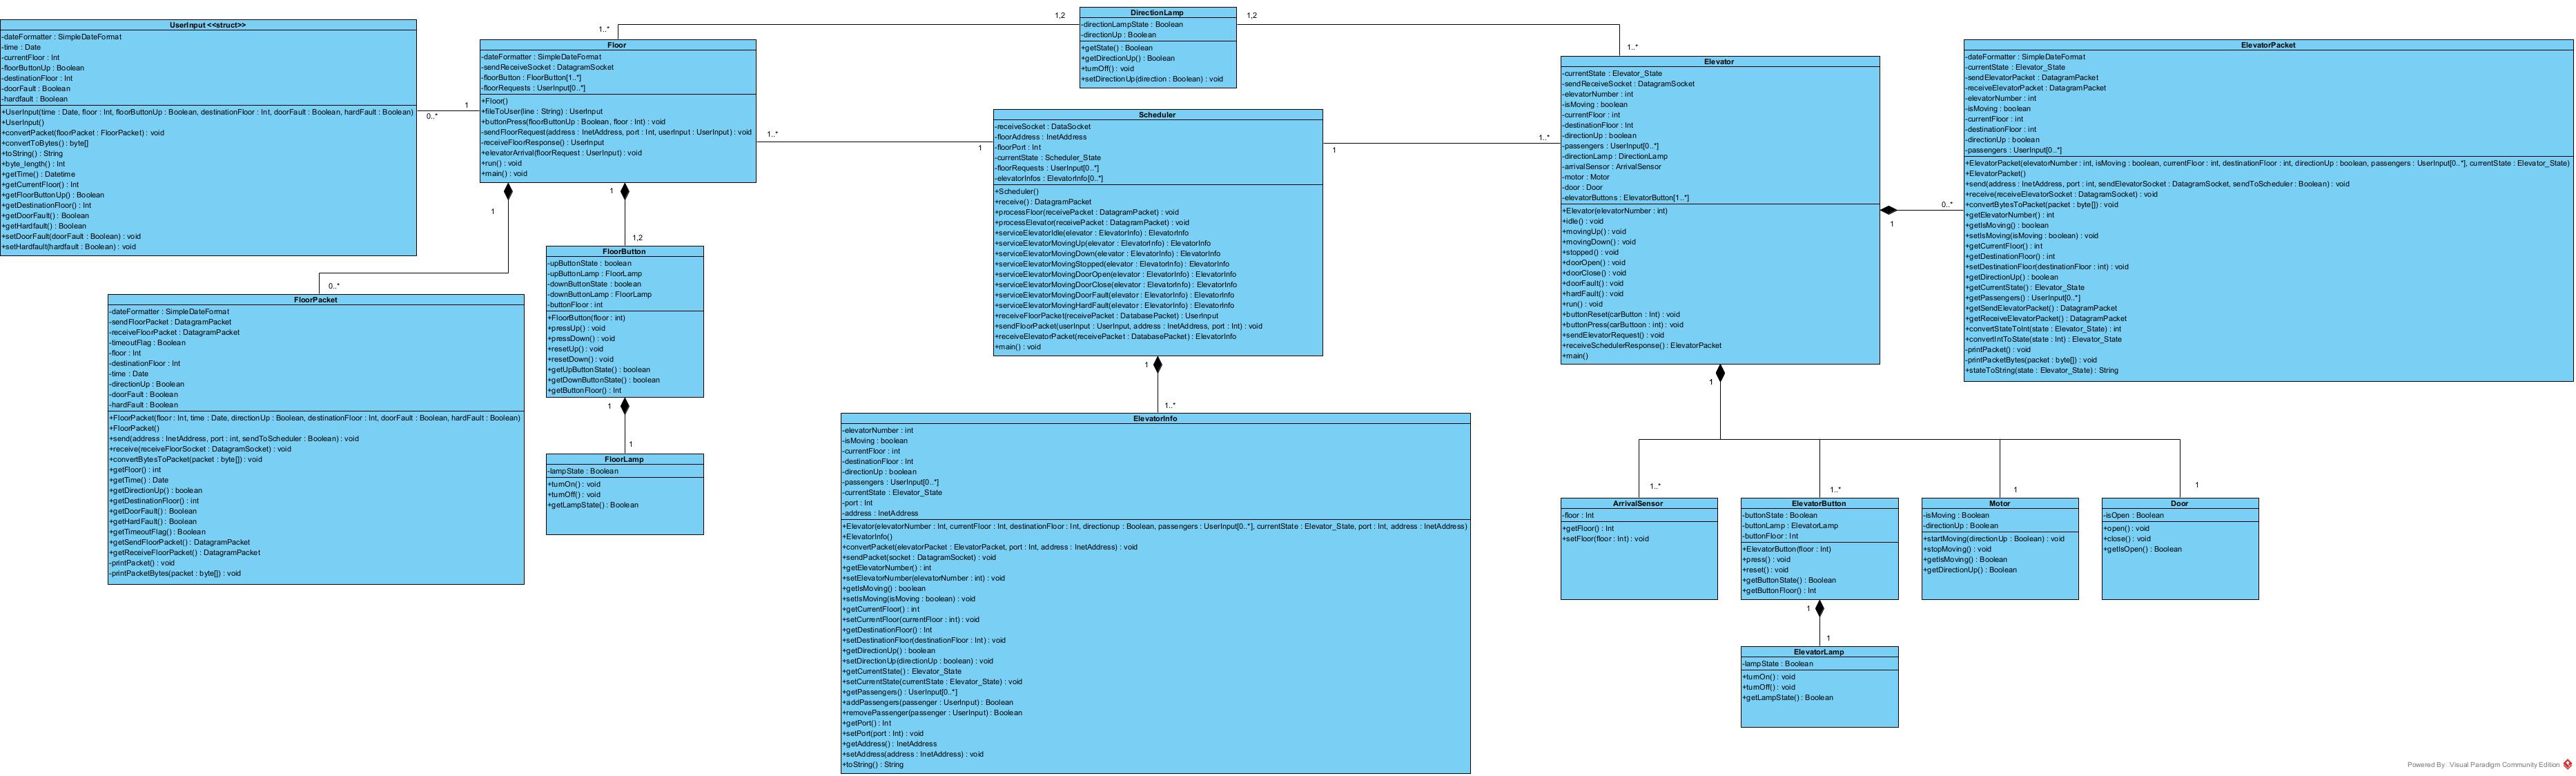 UserInput <<struct>>
-dateFormatter : SimpleDateFormat
-time : Date
-currentFloor : Int
-floorButtonUp : Boolean
-destinationFloor : Int
-doorFault : Boolean
-hardfault : Boolean
+UserInput(time : Date, floor : Int, floorButtonUp : Boolean, destinationFloor : Int, doorFault : Boolean, hardFault : Boolean)
+UserInput()
+convertPacket(floorPacket : FloorPacket) : void
+convertToBytes() : byte[]
+toString() : String
+byte_length() : Int
+getTime() : Datetime
+getCurrentFloor() : Int
+getFloorButtonUp() : Boolean
+getDestinationFloor() : Int
+getDoorFault() : Boolean
+getHardfault() : Boolean
+setDoorFault(doorFault : Boolean) : void
+setHardfault(hardfault : Boolean) : void
1
0..*
1..*
1,2
Floor
-dateFormatter : SimpleDateFormat
-sendReceiveSocket : DatagramSocket
-floorButton : FloorButton[1..*]
-floorRequests : UserInput[0..*]
+Floor()
+fileToUser(line : String) : UserInput
+buttonPress(floorButtonUp : Boolean, floor : Int) : void
-sendFloorRequest(address : InetAddress, port : Int, userInput : UserInput) : void
-receiveFloorResponse() : UserInput
+elevatorArrival(floorRequest : UserInput) : void
+run() : void
+main() : void
1..*
1
1
1
0..*
1,2
DirectionLamp
-directionLampState : Boolean
-directionUp : Boolean
+getState() : Boolean
+getDirectionUp() : Boolean
+turnOff() : void
+setDirectionUp(direction : Boolean) : void
1,2
1..*
Scheduler
-receiveSocket : DataSocket
-floorAddress : InetAddress
-floorPort : Int
-currentState : Scheduler_State
-floorRequests : UserInput[0..*]
-elevatorInfos : ElevatorInfo[0..*]
+Scheduler()
+receive() : DatagramPacket
+processFloor(receivePacket : DatagramPacket) : void
+processElevator(receivePacket : DatagramPacket) : void
+serviceElevatorIdle(elevator : ElevatorInfo) : ElevatorInfo
+serviceElevatorMovingUp(elevator : ElevatorInfo) : ElevatorInfo
+serviceElevatorMovingDown(elevator : ElevatorInfo) : ElevatorInfo
+serviceElevatorMovingStopped(elevator : ElevatorInfo) : ElevatorInfo
+serviceElevatorMovingDoorOpen(elevator : ElevatorInfo) : ElevatorInfo
+serviceElevatorMovingDoorClose(elevator : ElevatorInfo) : ElevatorInfo
+serviceElevatorMovingDoorFault(elevator : ElevatorInfo) : ElevatorInfo
+serviceElevatorMovingHardFault(elevator : ElevatorInfo) : ElevatorInfo
+receiveFloorPacket(receivePacket : DatabasePacket) : UserInput
+sendFloorPacket(userInput : UserInput, address : InetAddress, port : Int) : void
+receiveElevatorPacket(receivePacket : DatabasePacket) : ElevatorInfo
+main() : void
1
1..*
1
1..*
Elevator
-currentState : Elevator_State
-sendReceiveSocket : DatagramSocket
-elevatorNumber : int
-isMoving : boolean
-currentFloor : int
-destinationFloor : Int
-directionUp : boolean
-passengers : UserInput[0..*]
-directionLamp : DirectionLamp
-arrivalSensor : ArrivalSensor
-motor : Motor
-door : Door
-elevatorButtons : ElevatorButton[1..*]
+Elevator(elevatorNumber : int)
+idle() : void
+movingUp() : void
+movingDown() : void
+stopped() : void
+doorOpen() : void
+doorClose() : void
+doorFault() : void
+hardFault() : void
+run() : void
+buttonReset(carButton : Int) : void
+buttonPress(carButtoon : int) : void
+sendElevatorRequest() : void
+receiveSchedulerResponse() : ElevatorPacket
+main()
1
0..*
1
ElevatorPacket
-dateFormatter : SimpleDateFormat
-currentState : Elevator_State
-sendElevatorPacket : DatagramPacket
-receiveElevatorPacket : DatagramPacket
-elevatorNumber : int
-isMoving : boolean
-currentFloor : int
-destinationFloor : int
-directionUp : boolean
-passengers : UserInput[0..*]
+ElevatorPacket(elevatorNumber : int, isMoving : boolean, currentFloor : int, destinationFloor : int, directionUp : boolean, passengers : UserInput[0..*], currentState : Elevator_State)
+ElevatorPacket()
+send(address : InetAddress, port : int, sendElevatorSocket : DatagramSocket, sendToScheduler : Boolean) : void
+receive(receiveElevatorSocket : DatagramSocket) : void
+convertBytesToPacket(packet : byte[]) : void
+getElevatorNumber() : int
+getIsMoving() : boolean
+setIsMoving(isMoving : boolean) : void
+getCurrentFloor() : int
+getDestinationFloor() : int
+setDestinationFloor(destinationFloor : int) : void
+getDirectionUp() : boolean
+getCurrentState() : Elevator_State
+getPassengers() : UserInput[0..*]
+getSendElevatorPacket() : DatagramPacket
+getReceiveElevatorPacket() : DatagramPacket
+convertStateToInt(state : Elevator_State) : int
+convertIntToState(state : Int) : Elevator_State
-printPacket() : void
-printPacketBytes(packet : byte[]) : void
+stateToString(state : Elevator_State) : String
FloorButton
-upButtonState : boolean
-upButtonLamp : FloorLamp
-downButtonState : boolean
-downButtonLamp : FloorLamp
-buttonFloor : int
+FloorButton(floor : int)
+pressUp() : void
+pressDown() : void
+resetUp() : void
+resetDown() : void
+getUpButtonState() : boolean
+getDownButtonState() : boolean
+getButtonFloor() : Int
1
1
FloorLamp
-lampState : Boolean
+turnOn() : void
+turnOff() : void
+getLampState() : Boolean
FloorPacket
-dateFormatter : SimpleDateFormat
-sendFloorPacket : DatagramPacket
-receiveFloorPacket : DatagramPacket
-timeoutFlag : Boolean
-floor : Int
-destinationFloor : Int
-time : Date
-directionUp : Boolean
-doorFault : Boolean
-hardFault : Boolean
+FloorPacket(floor : Int, time : Date, directionUp : Boolean, destinationFloor : Int, doorFault : Boolean, hardFault : Boolean)
+FloorPacket()
+send(address : InetAddress, port : int, sendToScheduler : Boolean) : void
+receive(receiveFloorSocket : DatagramSocket) : void
+convertBytesToPacket(packet : byte[]) : void
+getFloor() : int
+getTime() : Date
+getDirectionUp() : boolean
+getDestinationFloor() : int
+getDoorFault() : Boolean
+getHardFault() : Boolean
+getTimeoutFlag() : Boolean
+getSendFloorPacket() : DatagramPacket
+getReceiveFloorPacket() : DatagramPacket
-printPacket() : void
-printPacketBytes(packet : byte[]) : void
ElevatorInfo
-elevatorNumber : int
-isMoving : boolean
-currentFloor : int
-destinationFloor : Int
-directionUp : boolean
-passengers : UserInput[0..*]
-currentState : Elevator_State
-port : Int
-address : InetAddress
+Elevator(elevatorNumber : Int, currentFloor : Int, destinationFloor : Int, directionup : Boolean, passengers : UserInput[0..*], currentState : Elevator_State, port : Int, address : InetAddress)
+ElevatorInfo()
+convertPacket(elevatorPacket : ElevatorPacket, port : Int, address : InetAddress) : void
+sendPacket(socket : DatagramSocket) : void
+getElevatorNumber() : int
+setElevatorNumber(elevatorNumber : int) : void
+getIsMoving() : boolean
+setIsMoving(isMoving : boolean) : void
+getCurrentFloor() : int
+setCurrentFloor(currentFloor : int) : void
+getDestinationFloor() : Int
+setDestinationFloor(destinationFloor : Int) : void
+getDirectionUp() : boolean
+setDirectionUp(directionUp : boolean) : void
+getCurrentState() : Elevator_State
+setCurrentState(currentState : Elevator_State) : void
+getPassengers() : UserInput[0..*]
+addPassengers(passenger : UserInput) : Boolean
+removePassenger(passenger : UserInput) : Boolean
+getPort() : Int
+setPort(port : Int) : void
+getAddress() : InetAddress
+setAddress(address : InetAddress) : void
+toString() : String
1..*
ArrivalSensor
-floor : Int
+getFloor() : Int
+setFloor(floor : Int) : void
1..*
ElevatorButton
-buttonState : Boolean
-buttonLamp : ElevatorLamp
-buttonFloor : Int
+ElevatorButton(floor : Int)
+press() : void
+reset() : void
+getButtonState() : Boolean
+getButtonFloor() : Int
1
Motor
-isMoving : Boolean
-directionUp : Boolean
+startMoving(directionUp : Boolean) : void
+stopMoving() : void
+getIsMoving() : Boolean
+getDirectionUp() : Boolean
1
Door
-isOpen : Boolean
+open() : void
+close() : void
+getIsOpen() : Boolean
1
1
ElevatorLamp
-lampState : Boolean
+turnOn() : void
+turnOff() : void
+getLampState() : Boolean
Powered By: Visual Paradigm Community Edition